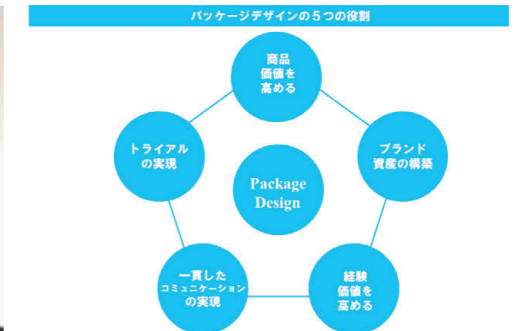 パッケージデザインの５つの役割
商品
価値を
高める
トライアル
の実現
ブランド
資産の構築
Package
Design
一貫した
コミュニケーション
の実現
経験
価値を
高める